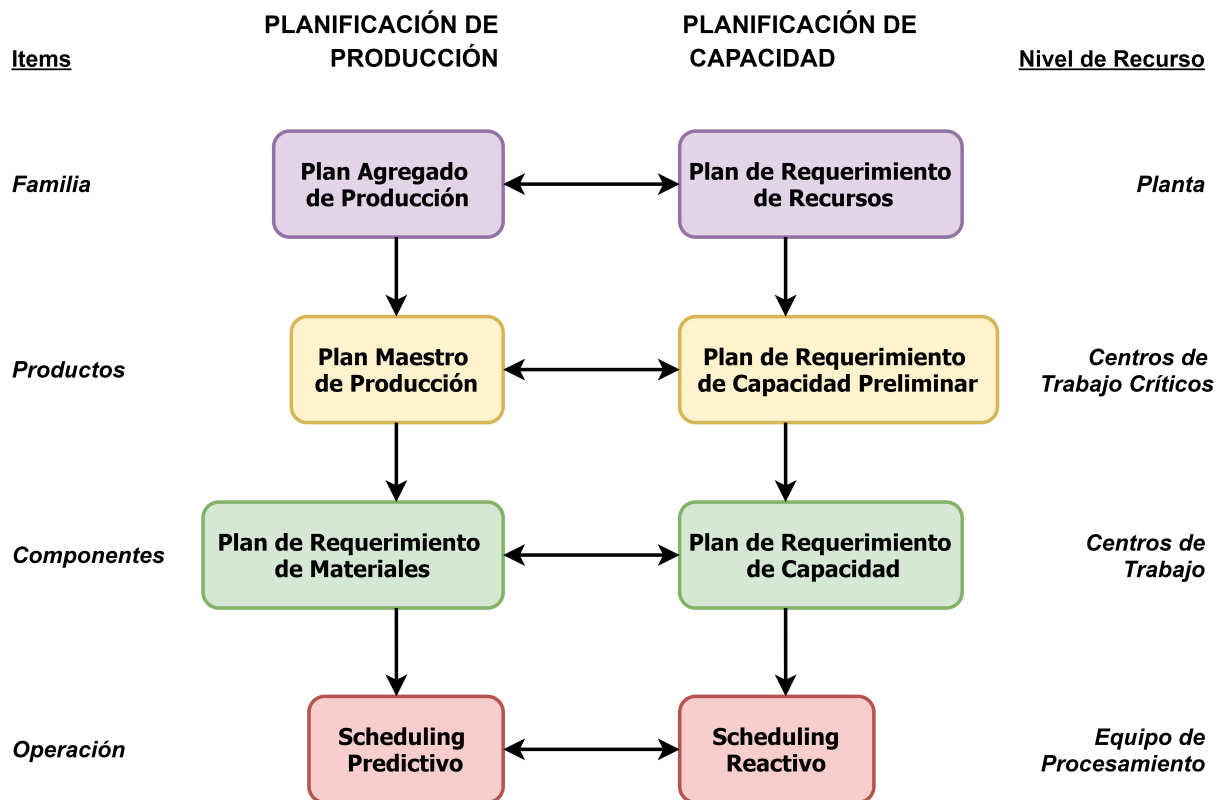 PLANIFICACIÓN DE
PRODUCCIÓN
PLANIFICACIÓN DE
CAPACIDAD
Items
Nivel de Recurso
Familia
Plan Agregado
de Producción
Plan de Requerimiento
de Recursos
Planta
Productos
Plan Maestro
de Producción
Plan de Requerimiento
de Capacidad Preliminar
Centros de
Trabajo Críticos
Componentes
Plan de Requerimiento
de Materiales
Plan de Requerimiento
de Capacidad
Centros de
Trabajo
Operación
Scheduling
Predictivo
Scheduling
Reactivo
Equipo de
Procesamiento